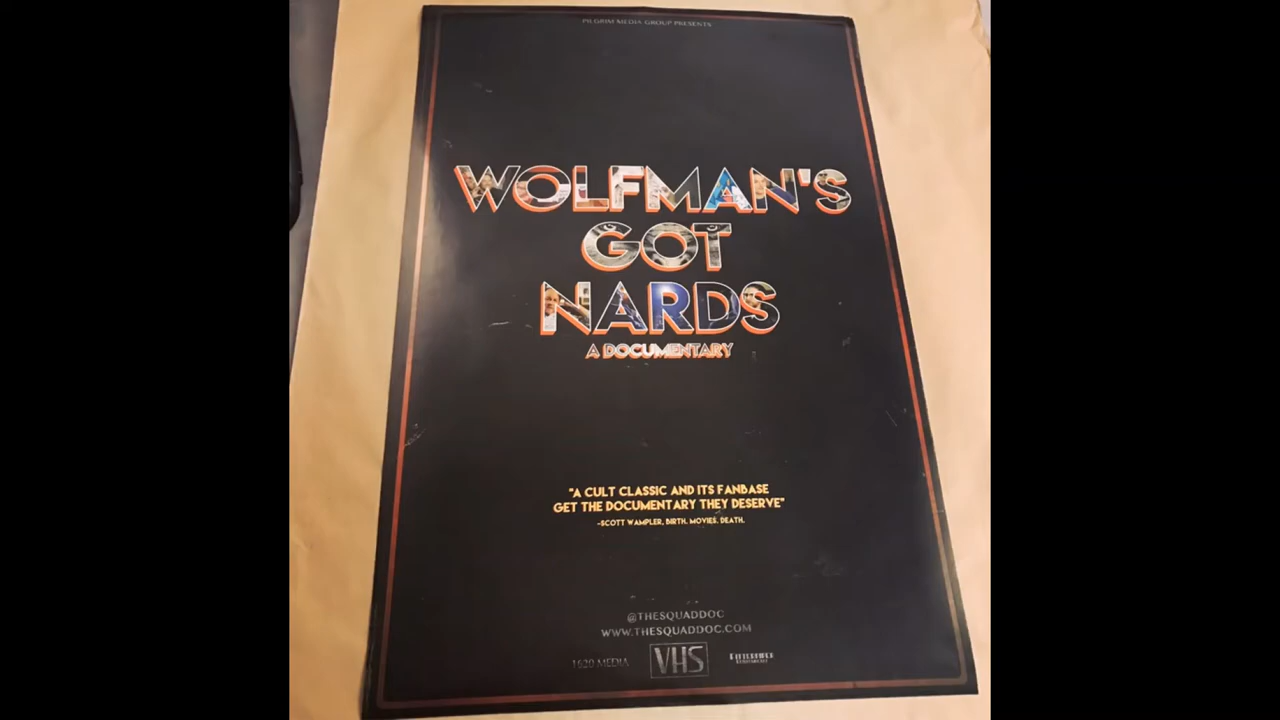 PILGRIM MEDIA GROUP PRESENTS
WOLFMAN'S
GOT
NARDS
A DOCUMENTARY
"A CULT CLASSIC AND ITS FANBASE
GET THE DOCUMENTARY THEY DESERVE"
-SCOTT WAMPLER, BIRTH. MOVIES. DEATH.
@THESQUADDOC
WWW.THESQUADDOC.COM
1620 MEDIA
VHS